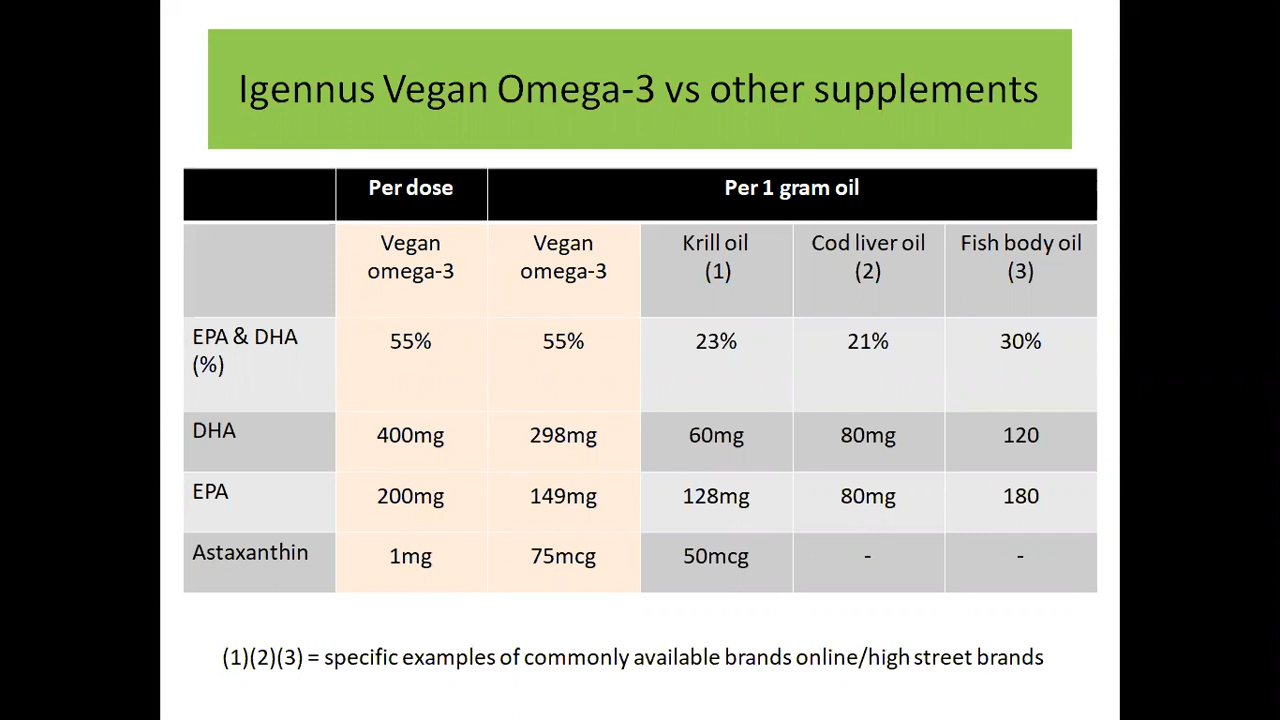 Igennus Vegan Omega-3 vs other supplements
Per dose
Per 1 gram oil
Vegan omega-3
Vegan omega-3
Krill oil (1)
Cod liver oil (2)
Fish body oil (3)
EPA & DHA (%)
55%
55%
23%
21%
30%
DHA
400mg
298mg
60mg
80mg
120
EPA
200mg
149mg
128mg
80mg
180
Astaxanthin
1mg
75mcg
50mcg
-
-
(1)(2)(3) = specific examples of commonly available brands online/high street brands